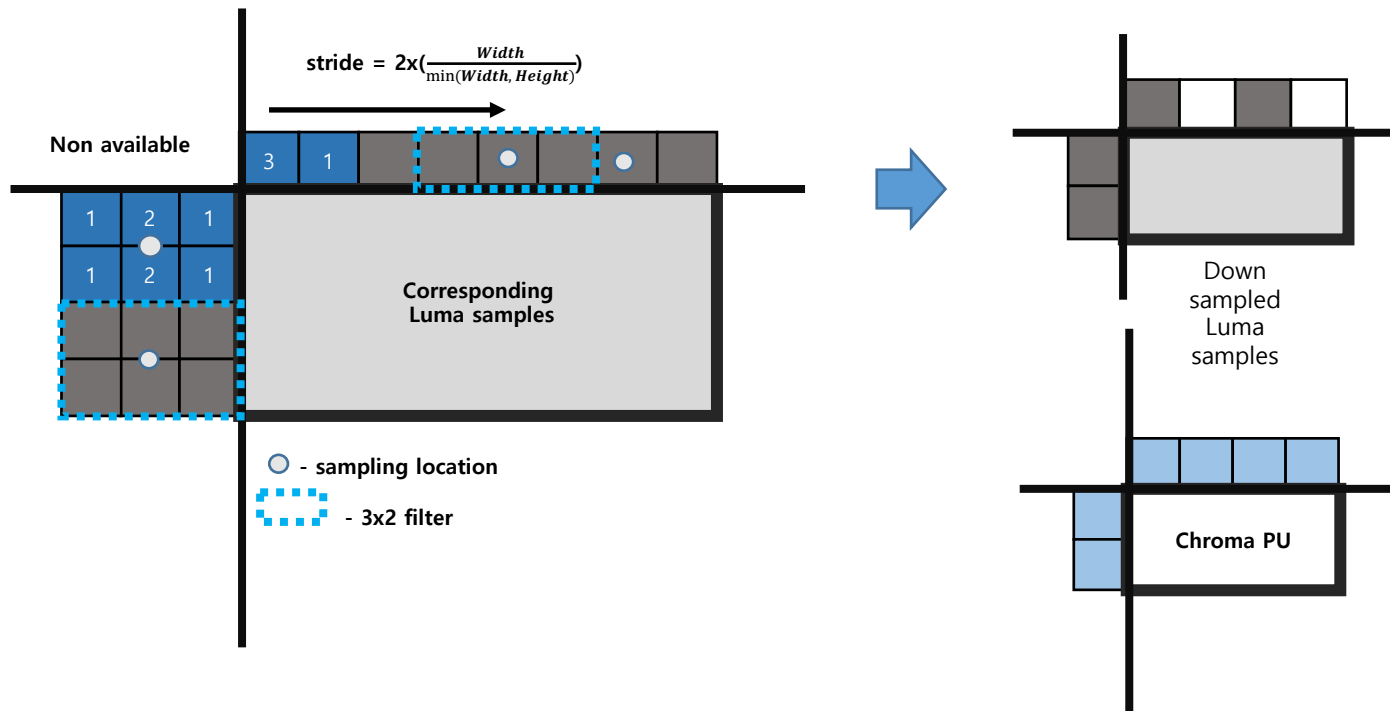 stride = 2x(Width/min(Width, Height))
Non available
3 1
1 2 1
1 2 1
Corresponding
Luma samples
- sampling location
- 3x2 filter
Down
sampled
Luma
samples
Chroma PU